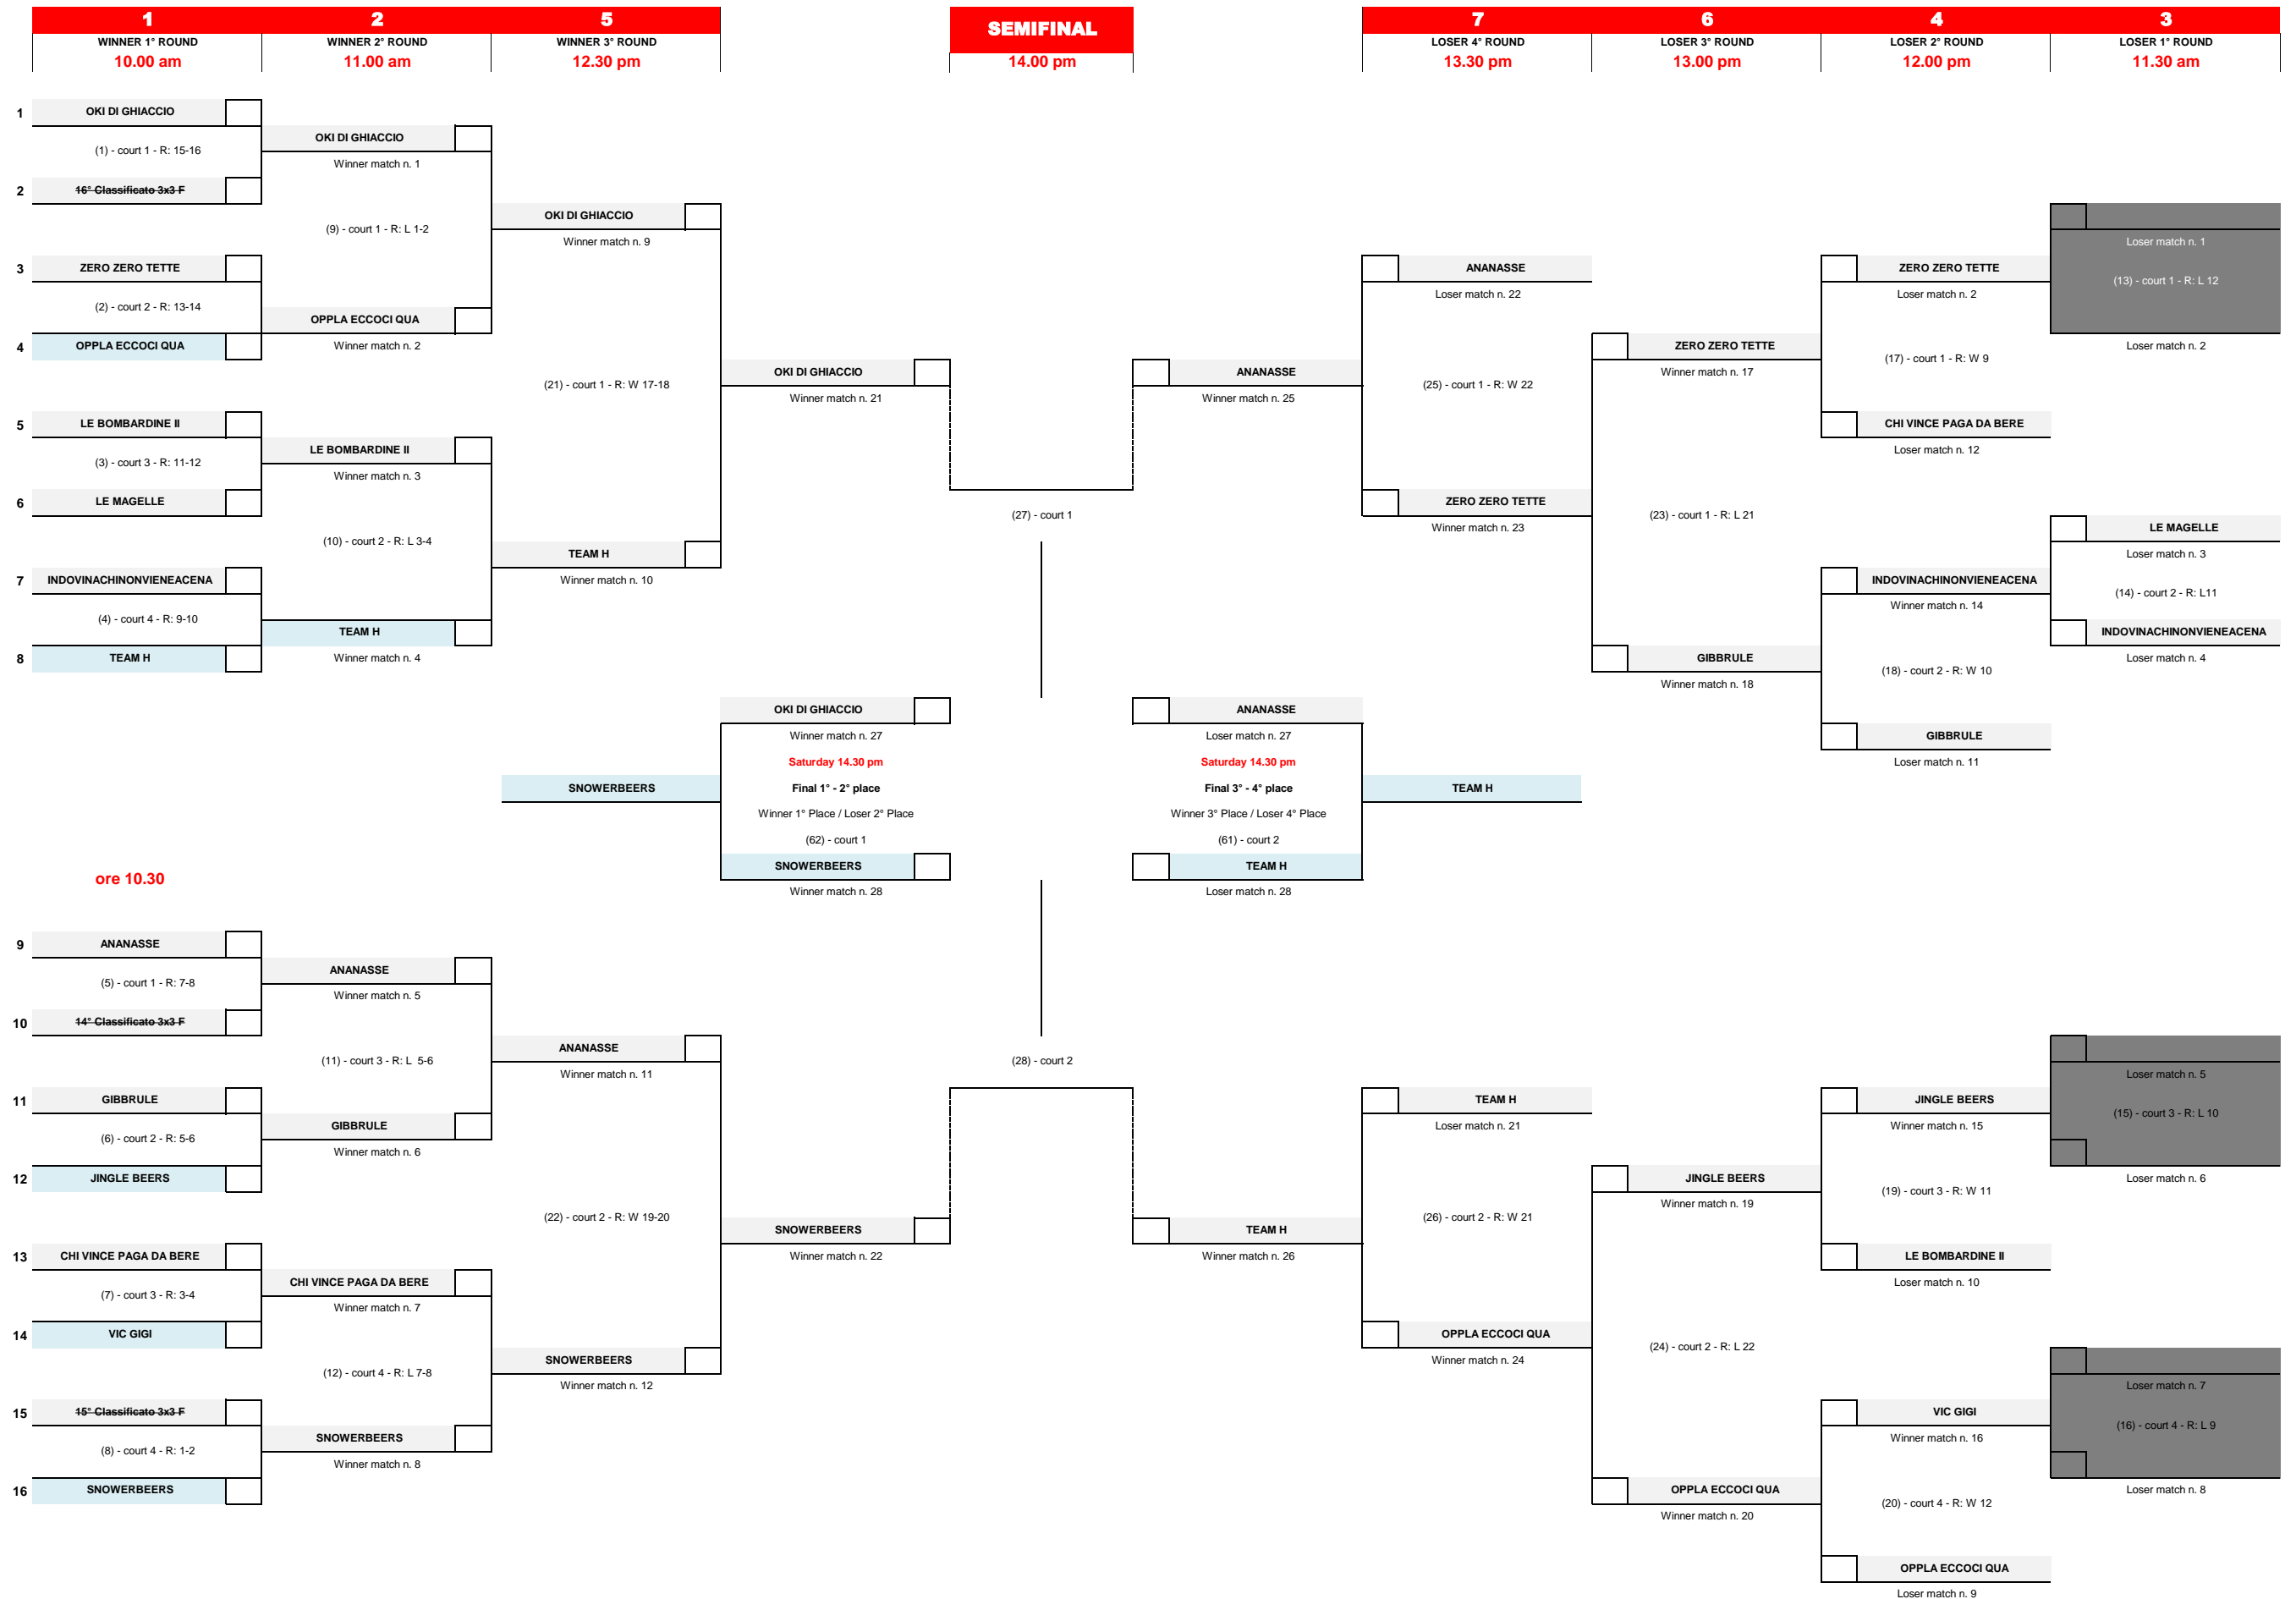 1
2
5
SEMIFINAL
7
6
4
3
WINNER 1° ROUND
WINNER 2° ROUND
WINNER 3° ROUND
LOSER 4° ROUND
LOSER 3° ROUND
LOSER 2° ROUND
LOSER 1° ROUND
10.00 am
11.00 am
12.30 pm
14.00 pm
13.30 pm
13.00 pm
12.00 pm
11.30 am
1
OKI DI GHIACCIO
(1) - court 1 - R: 15-16
2
16° Classificato 3x3 F
3
ZERO ZERO TETTE
(2) - court 2 - R: 13-14
4
OPPLA ECCOCI QUA
5
LE BOMBARDINE II
(3) - court 3 - R: 11-12
6
LE MAGELLE
7
INDOVINACHINONVIENEACENA
(4) - court 4 - R: 9-10
8
TEAM H
OKI DI GHIACCIO
Winner match n. 1
(9) - court 1 - R: L 1-2
OPPLA ECCOCI QUA
Winner match n. 2
LE BOMBARDINE II
Winner match n. 3
(10) - court 2 - R: L 3-4
TEAM H
Winner match n. 4
OKI DI GHIACCIO
Winner match n. 9
(21) - court 1 - R: W 17-18
TEAM H
Winner match n. 10
OKI DI GHIACCIO
Winner match n. 21
(27) - court 1
ANANASSE
Winner match n. 25
ANANASSE
Loser match n. 22
(25) - court 1 - R: W 22
ZERO ZERO TETTE
Winner match n. 23
ZERO ZERO TETTE
Winner match n. 17
(23) - court 1 - R: L 21
GIBBRULE
Winner match n. 18
ZERO ZERO TETTE
Loser match n. 2
(17) - court 1 - R: W 9
CHI VINCE PAGA DA BERE
Loser match n. 12
INDOVINACHINONVIENEACENA
Winner match n. 14
(18) - court 2 - R: W 10
GIBBRULE
Loser match n. 11
Loser match n. 1
(13) - court 1 - R: L 12
Loser match n. 2
LE MAGELLE
Loser match n. 3
(14) - court 2 - R: L11
INDOVINACHINONVIENEACENA
Loser match n. 4
SNOWERBEERS
OKI DI GHIACCIO
Winner match n. 27
Saturday 14.30 pm
Final 1° - 2° place
Winner 1° Place / Loser 2° Place
(62) - court 1
SNOWERBEERS
Winner match n. 28
ANANASSE
Loser match n. 27
Saturday 14.30 pm
Final 3° - 4° place
Winner 3° Place / Loser 4° Place
(61) - court 2
TEAM H
Loser match n. 28
TEAM H
ore 10.30
9
ANANASSE
(5) - court 1 - R: 7-8
10
14° Classificato 3x3 F
11
GIBBRULE
(6) - court 2 - R: 5-6
12
JINGLE BEERS
13
CHI VINCE PAGA DA BERE
(7) - court 3 - R: 3-4
14
VIC GIGI
15
15° Classificato 3x3 F
(8) - court 4 - R: 1-2
16
SNOWERBEERS
ANANASSE
Winner match n. 5
(11) - court 3 - R: L 5-6
GIBBRULE
Winner match n. 6
CHI VINCE PAGA DA BERE
Winner match n. 7
(12) - court 4 - R: L 7-8
SNOWERBEERS
Winner match n. 8
ANANASSE
Winner match n. 11
(22) - court 2 - R: W 19-20
SNOWERBEERS
Winner match n. 12
SNOWERBEERS
Winner match n. 22
(28) - court 2
TEAM H
Winner match n. 26
TEAM H
Loser match n. 21
(26) - court 2 - R: W 21
OPPLA ECCOCI QUA
Winner match n. 24
JINGLE BEERS
Winner match n. 19
(24) - court 2 - R: L 22
OPPLA ECCOCI QUA
Winner match n. 20
JINGLE BEERS
Winner match n. 15
(19) - court 3 - R: W 11
LE BOMBARDINE II
Loser match n. 10
VIC GIGI
Winner match n. 16
(20) - court 4 - R: W 12
OPPLA ECCOCI QUA
Loser match n. 9
Loser match n. 5
(15) - court 3 - R: L 10
Loser match n. 6
Loser match n. 7
(16) - court 4 - R: L 9
Loser match n. 8